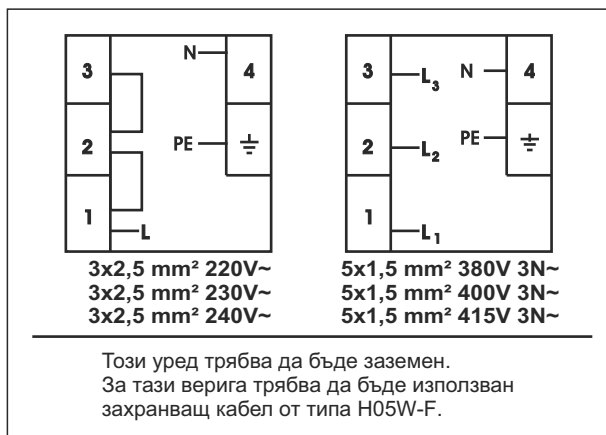 3 N 4
2 PE
1 L
3 L3 N 4
2 L2 PE
1 L1
3x2,5 mm² 220V~
3x2,5 mm² 230V~
3x2,5 mm² 240V~
5x1,5 mm² 380V 3N~
5x1,5 mm² 400V 3N~
5x1,5 mm² 415V 3N~
Този уред трябва да бъде заземен.
За тази верига трябва да бъде използван
захранващ кабел от типа H05W-F.